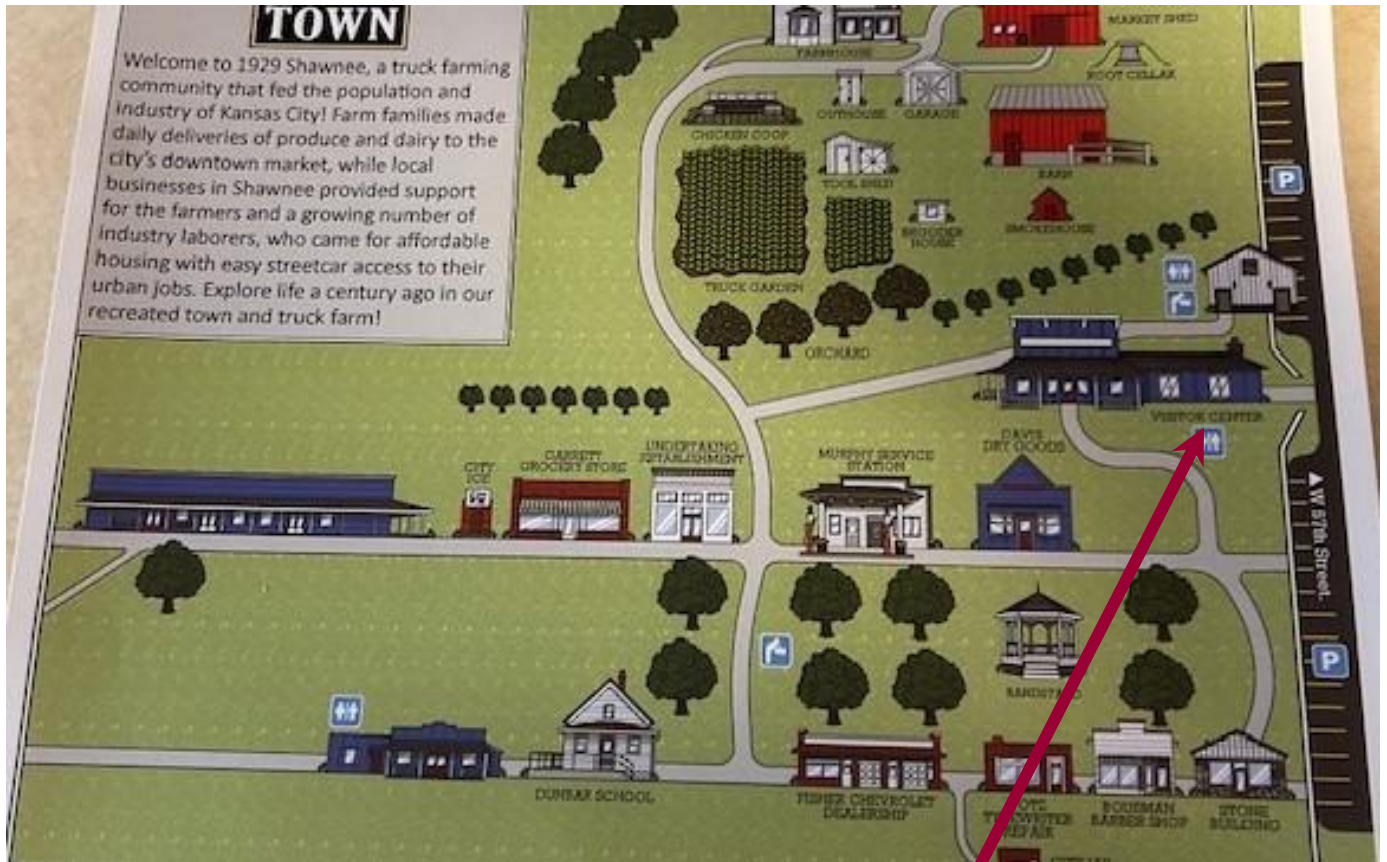 TOWN
Welcome to 1929 Shawnee, a truck farming
community that fed the population and
industry of Kansas City! Farm families made
daily deliveries of produce and dairy to the
city's downtown market, while local
businesses in Shawnee provided support
for the farmers and a growing number of
industry laborers, who came for affordable
housing with easy streetcar access to their
urban jobs. Explore life a century ago in our
recreated town and truck farm!
FARMHOUSE
MARKET SHED
ROOT CELLAR
OUTHOUSE
GARAGE
CHICKEN COOP
TOOL SHED
BARN
P
BROODER
HOUSE
SMOKEHOUSE
TRUCK GARDEN
ORCHARD
VISITOR CENTER
CITY
ICE
GARRETT
GROCERY STORE
UNDERTAKING
ESTABLISHMENT
MURPHY SERVICE
STATION
DAVIS
DRY GOODS
▲W 57th Street.
P
BANDSTAND
DUNBAR SCHOOL
FISHER CHEVROLET
DEALERSHIP
TYPEWRITER
REPAIR
BARBER SHOP
STONE
BUILDING